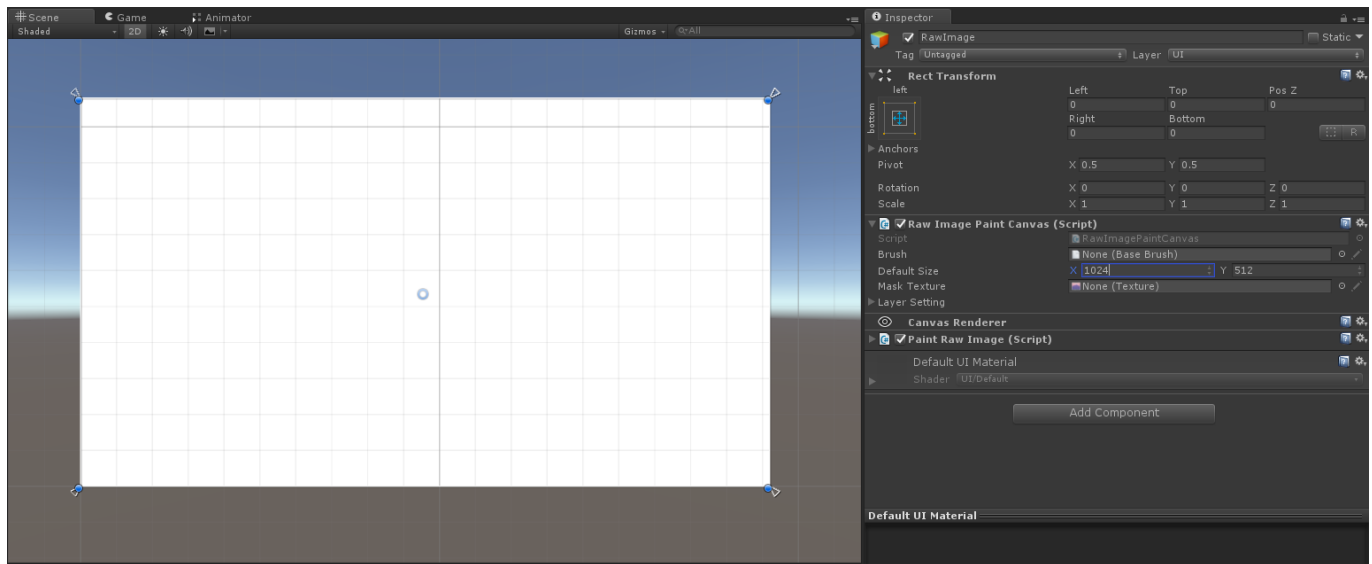 Scene Game Animator
Shaded 2D Gizmos All
Inspector
RawImage Static
Tag Untagged Layer UI
Rect Transform
left
Left Top Pos Z
0 0 0
bottom
Right Bottom
0 0 R
Anchors
Pivot X 0.5 Y 0.5
Rotation X 0 Y 0 Z 0
Scale X 1 Y 1 Z 1
Raw Image Paint Canvas (Script)
Script RawImagePaintCanvas
Brush None (Base Brush)
Default Size X 1024 Y 512
Mask Texture None (Texture)
Layer Setting
Canvas Renderer
Paint Raw Image (Script)
Default UI Material
Shader UI/Default
Add Component
Default UI Material